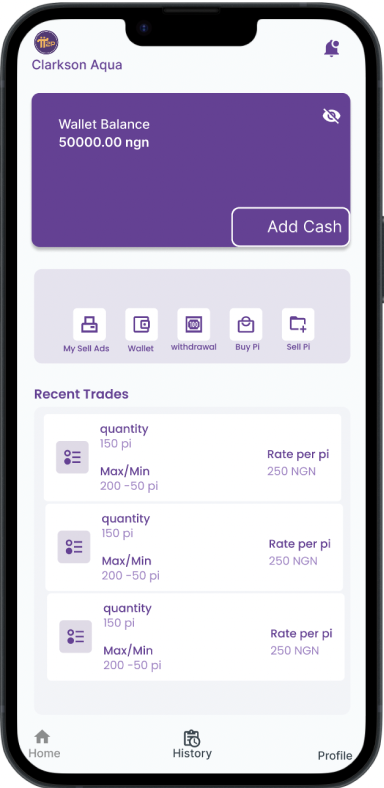 π2P
Clarkson Aqua
Wallet Balance
50000.00 ngn
Add Cash
My Sell Ads
Wallet
withdrawal
Buy Pi
Sell Pi
Recent Trades
quantity
150 pi
Rate per pi
Max/Min
250 NGN
200 -50 pi
quantity
150 pi
Rate per pi
Max/Min
250 NGN
200 -50 pi
quantity
150 pi
Rate per pi
Max/Min
250 NGN
200 -50 pi
Home
History
Profile